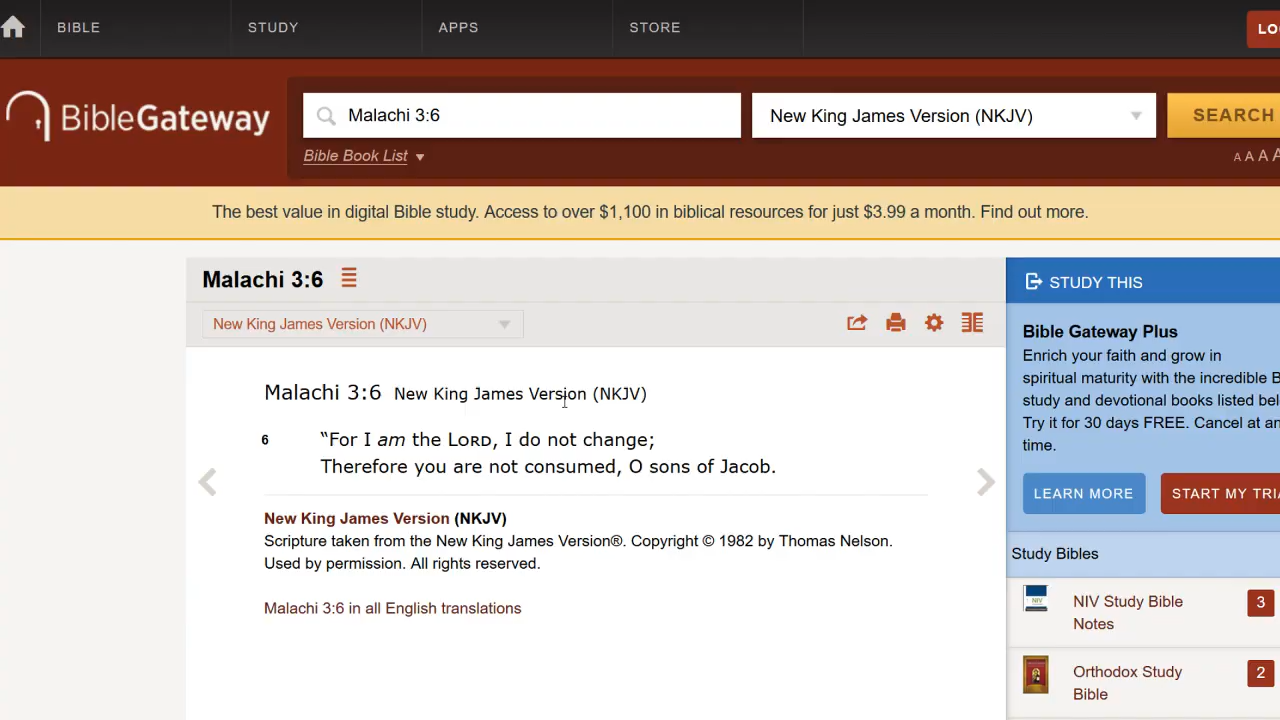 BIBLE STUDY APPS STORE
BibleGateway
Malachi 3:6 New King James Version (NKJV) SEARCH
Bible Book List A A A A
The best value in digital Bible study. Access to over $1,100 in biblical resources for just $3.99 a month. Find out more.
Malachi 3:6
New King James Version (NKJV)
Malachi 3:6 New King James Version (NKJV)
6 “For I am the LORD, I do not change;
Therefore you are not consumed, O sons of Jacob.
New King James Version (NKJV)
Scripture taken from the New King James Version®. Copyright © 1982 by Thomas Nelson.
Used by permission. All rights reserved.
Malachi 3:6 in all English translations
STUDY THIS
Bible Gateway Plus
Enrich your faith and grow in
spiritual maturity with the incredible
study and devotional books listed
Try it for 30 days FREE. Cancel at
time.
LEARN MORE START MY
Study Bibles
NIV Study Bible
Notes
3
Orthodox Study
Bible
2